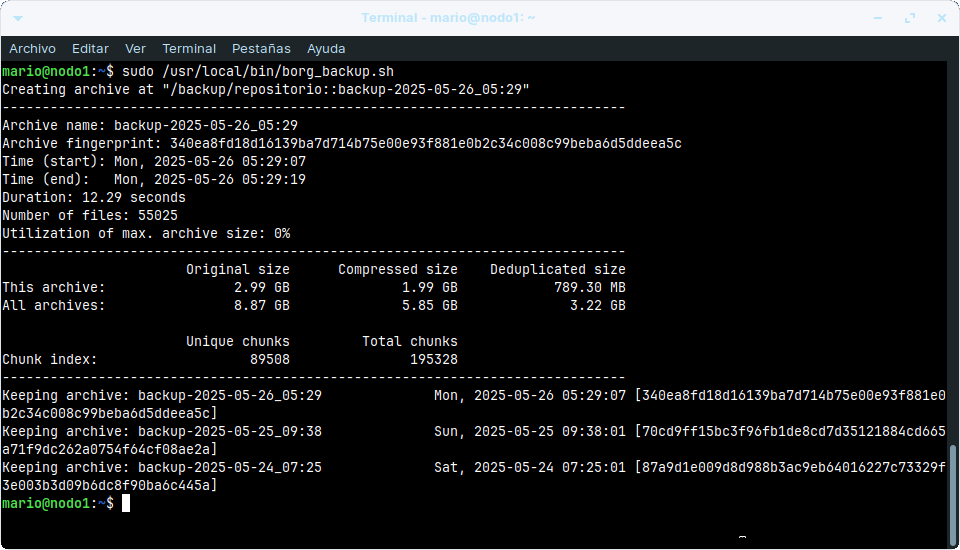 Terminal - mario@nodo1: ~
Archivo Editar Ver Terminal Pestañas Ayuda
mario@nodo1:~$ sudo /usr/local/bin/borg_backup.sh
Creating archive at "/backup/repositorio::backup-2025-05-26_05:29"
------------------------------------------------------------------------------
Archive name: backup-2025-05-26_05:29
Archive fingerprint: 340ea8fd18d16139ba7d714b75e00e93f881e0b2c34c008c99beba6d5ddeea5c
Time (start): Mon, 2025-05-26 05:29:07
Time (end):   Mon, 2025-05-26 05:29:19
Duration: 12.29 seconds
Number of files: 55025
Utilization of max. archive size: 0%
------------------------------------------------------------------------------
                       Original size      Compressed size    Deduplicated size
This archive:                2.99 GB              1.99 GB            789.30 MB
All archives:                8.87 GB              5.85 GB              3.22 GB
                       Unique chunks         Total chunks
Chunk index:                   89508               195328
------------------------------------------------------------------------------
Keeping archive: backup-2025-05-26_05:29              Mon, 2025-05-26 05:29:07 [340ea8fd18d16139ba7d714b75e00e93f881e0
b2c34c008c99beba6d5ddeea5c]
Keeping archive: backup-2025-05-25_09:38              Sun, 2025-05-25 09:38:01 [70cd9ff15bc3f96fb1de8cd7d35121884cd665
a71f9dc262a0754f64cf08ae2a]
Keeping archive: backup-2025-05-24_07:25              Sat, 2025-05-24 07:25:01 [87a9d1e009d8d988b3ac9eb64016227c73329f
3e003b3d09b6dc8f90ba6c445a]
mario@nodo1:~$